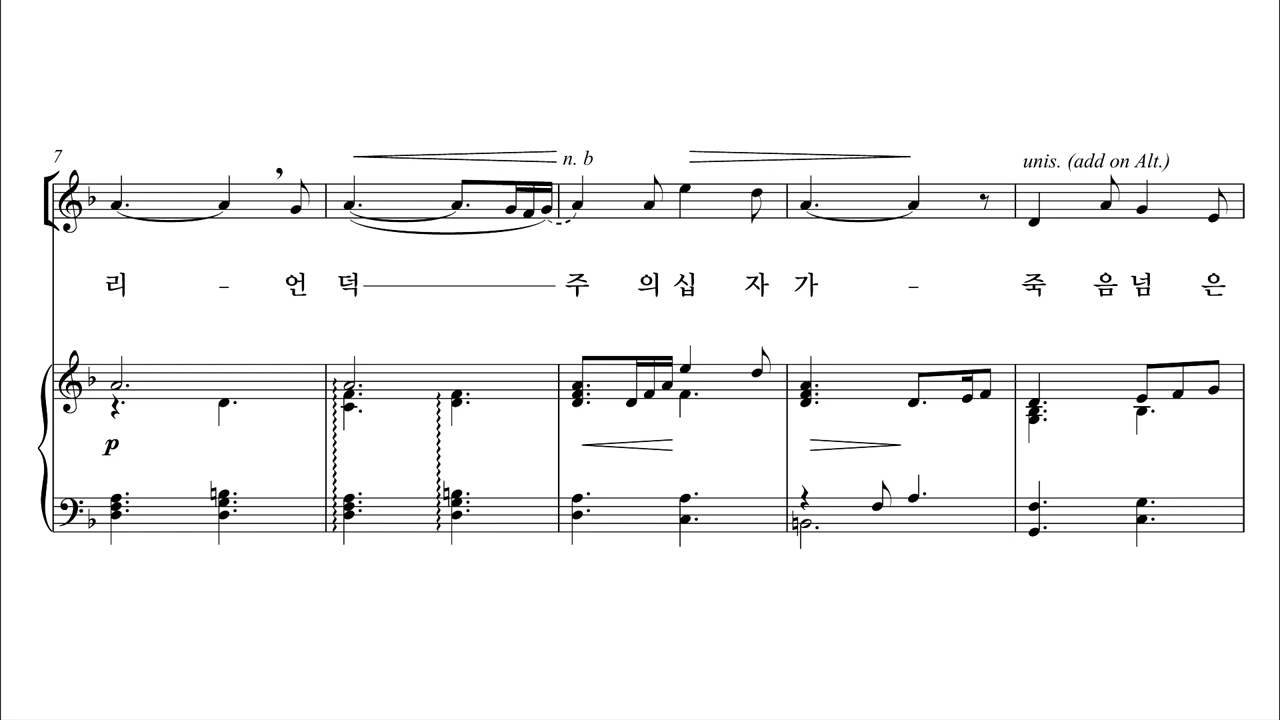 7
n. b
unis. (add on Alt.)
리 - 언 덕 주 의 십 자 가 - 죽 음 넘 은
p